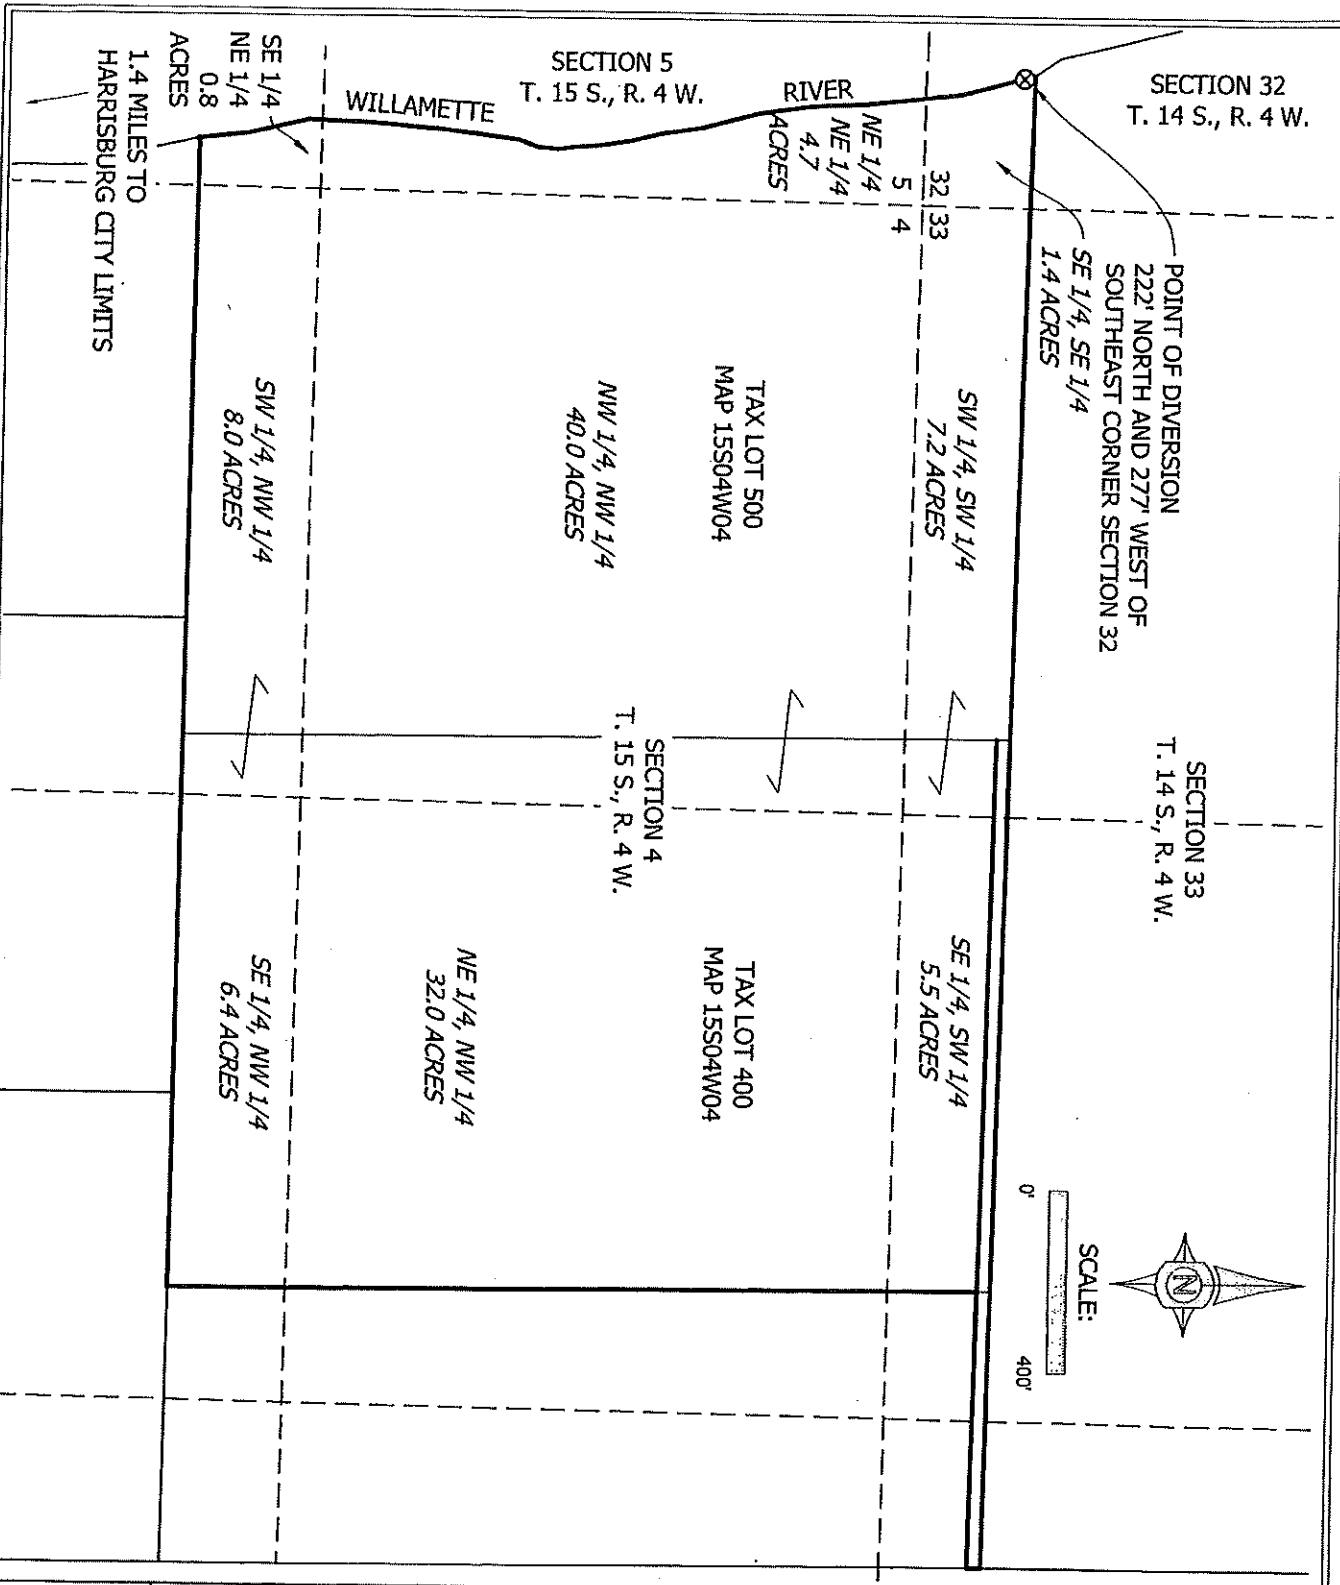 SECTION 32
T. 14 S., R. 4 W.
POINT OF DIVERSION
222' NORTH AND 277' WEST OF
SOUTHEAST CORNER SECTION 32
SE 1/4, SE 1/4
1.4 ACRES
SECTION 33
T. 14 S., R. 4 W.
N
SCALE:
0'
400'
SECTION 5
T. 15 S., R. 4 W.
WILLAMETTE
RIVER
NE 1/4
NE 1/4
4.7
ACRES
32
33
5
4
SW 1/4, SW 1/4
7.2 ACRES
SE 1/4, SW 1/4
5.5 ACRES
TAX LOT 500
MAP 15S04W04
NW 1/4, NW 1/4
40.0 ACRES
SECTION 4
T. 15 S., R. 4 W.
TAX LOT 400
MAP 15S04W04
NE 1/4, NW 1/4
32.0 ACRES
SE 1/4
NE 1/4
0.8
ACRES
SW 1/4, NW 1/4
8.0 ACRES
SE 1/4, NW 1/4
6.4 ACRES
1.4 MILES TO
HARRISBURG CITY LIMITS